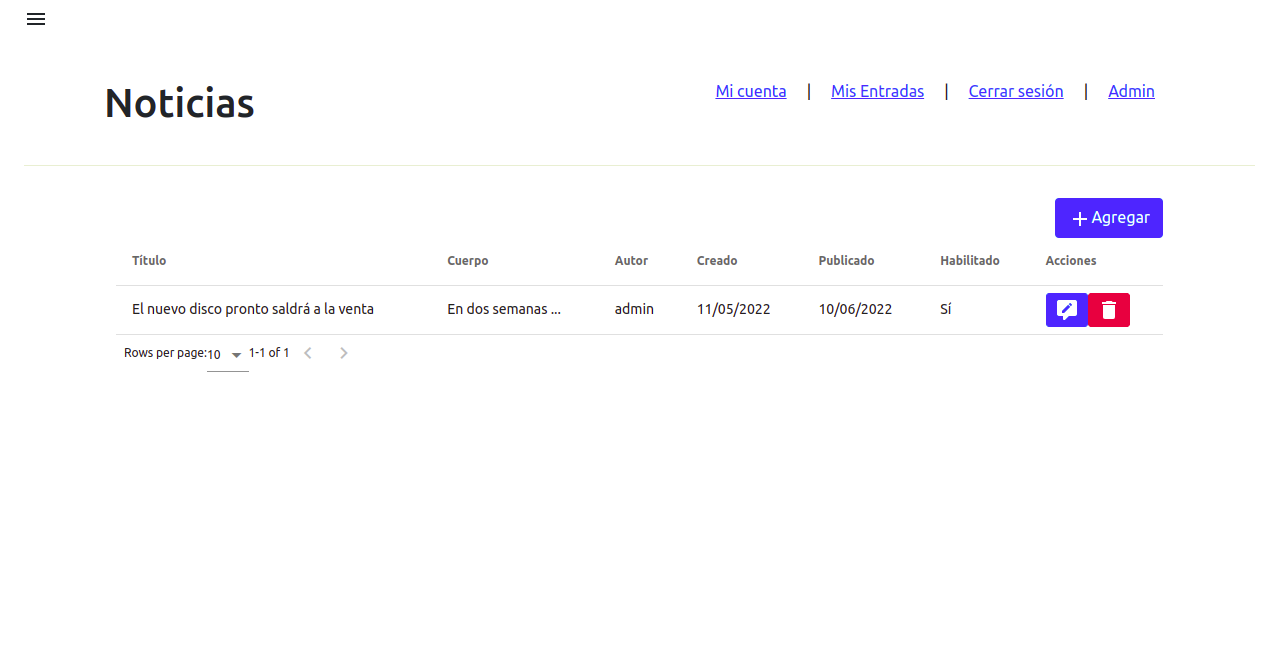 Noticias
Mi cuenta | Mis Entradas | Cerrar sesión | Admin
Agregar
Título Cuerpo Autor Creado Publicado Habilitado Acciones
El nuevo disco pronto saldrá a la venta En dos semanas ... admin 11/05/2022 10/06/2022 Sí
Rows per page: 10 1-1 of 1